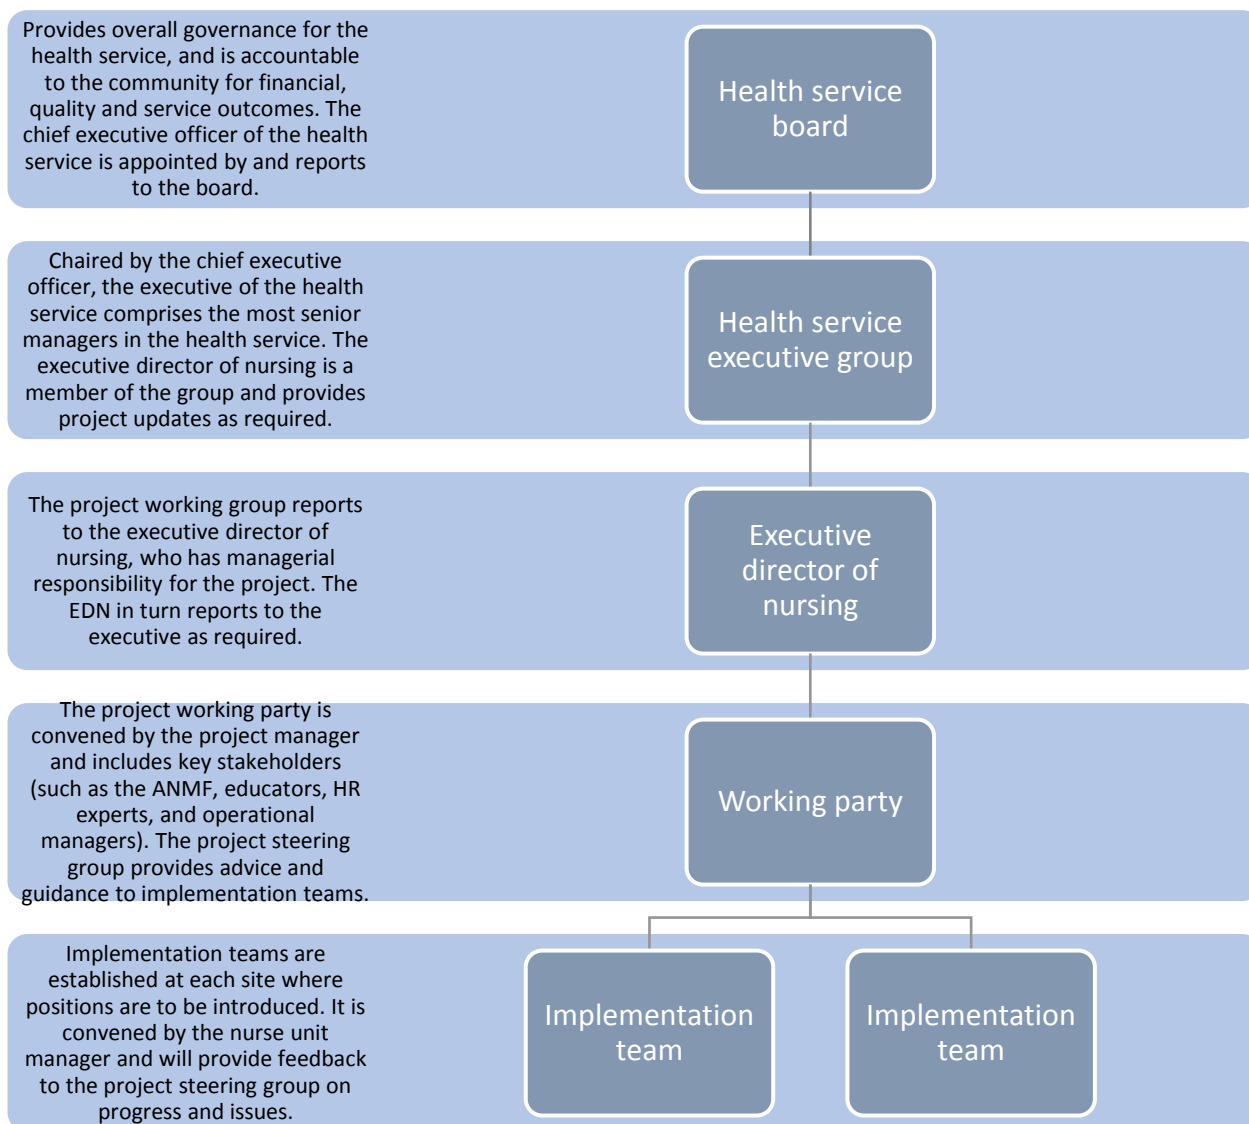 Provides overall governance for the
health service, and is accountable
to the community for financial,
quality and service outcomes. The
chief executive officer of the health
service is appointed by and reports
to the board.
Health service
board
Chaired by the chief executive
officer, the executive of the health
service comprises the most senior
managers in the health service. The
executive director of nursing is a
member of the group and provides
project updates as required.
Health service
executive group
The project working group reports
to the executive director of
nursing, who has managerial
responsibility for the project. The
EDN in turn reports to the
executive as required.
Executive
director of
nursing
The project working party is
convened by the project manager
and includes key stakeholders
(such as the ANMF, educators, HR
experts, and operational
managers). The project steering
group provides advice and
guidance to implementation teams.
Working party
Implementation teams are
established at each site where
positions are to be introduced. It is
convened by the nurse unit
manager and will provide feedback
to the project steering group on
progress and issues.
Implementation
team
Implementation
team